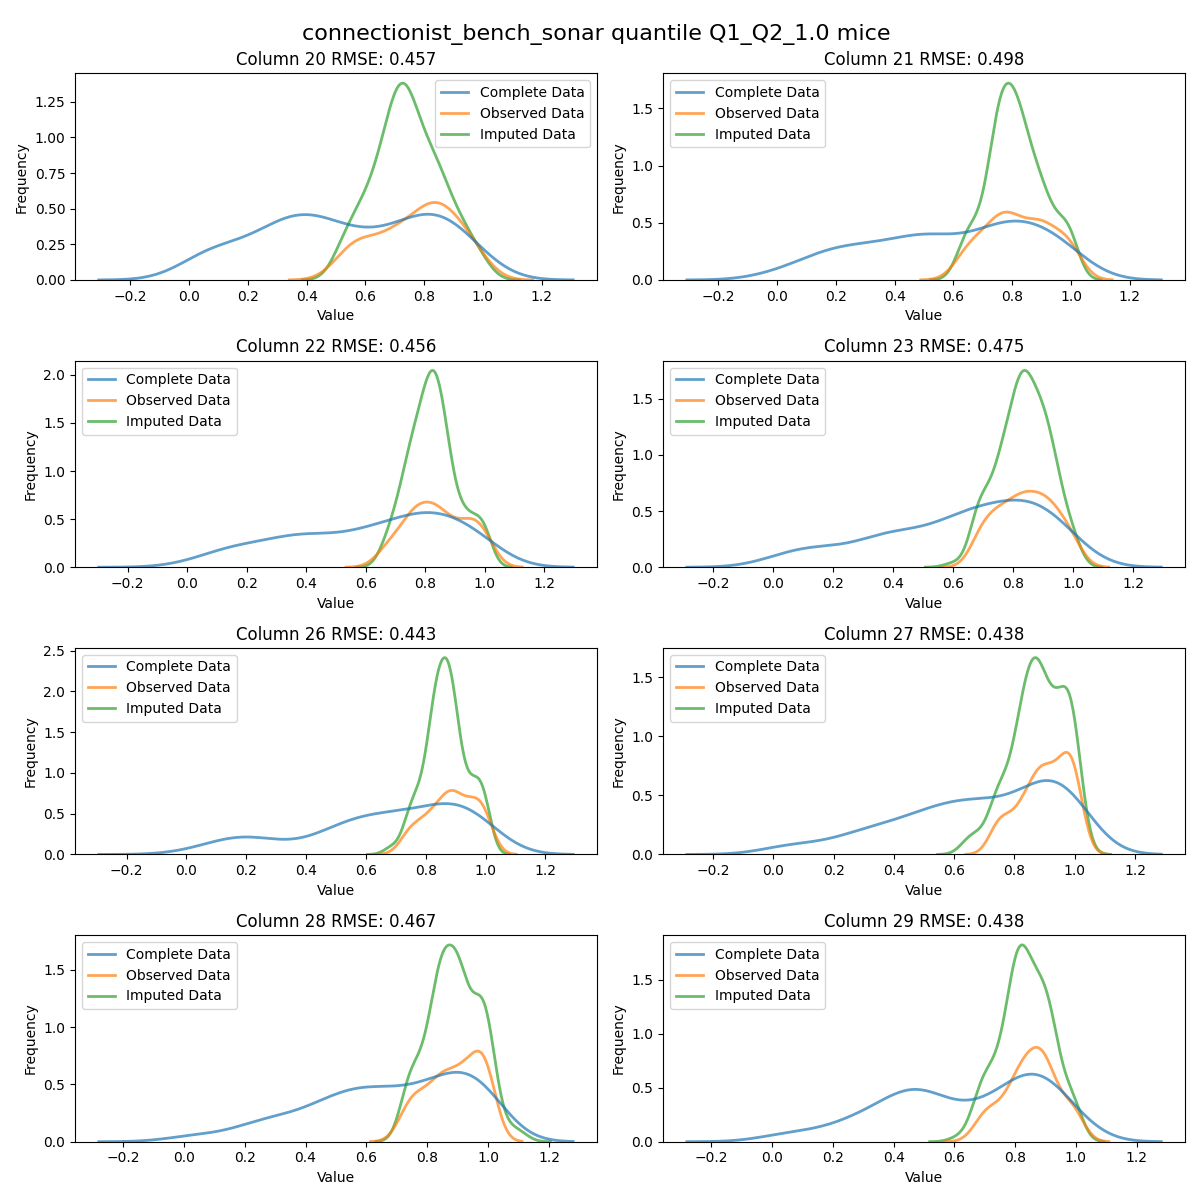 connectionist_bench_sonar quantile Q1_Q2_1.0 mice
Column 20 RMSE: 0.457
Frequency
1.25
1.00
0.75
0.50
0.25
0.00
Complete Data
Observed Data
Imputed Data
−0.2 0.0 0.2 0.4 0.6 0.8 1.0 1.2
Value
Column 21 RMSE: 0.498
Frequency
1.5
1.0
0.5
0.0
Complete Data
Observed Data
Imputed Data
−0.2 0.0 0.2 0.4 0.6 0.8 1.0 1.2
Value
Column 22 RMSE: 0.456
Frequency
2.0
1.5
1.0
0.5
0.0
Complete Data
Observed Data
Imputed Data
−0.2 0.0 0.2 0.4 0.6 0.8 1.0 1.2
Value
Column 23 RMSE: 0.475
Frequency
1.5
1.0
0.5
0.0
Complete Data
Observed Data
Imputed Data
−0.2 0.0 0.2 0.4 0.6 0.8 1.0 1.2
Value
Column 26 RMSE: 0.443
Frequency
2.5
2.0
1.5
1.0
0.5
0.0
Complete Data
Observed Data
Imputed Data
−0.2 0.0 0.2 0.4 0.6 0.8 1.0 1.2
Value
Column 27 RMSE: 0.438
Frequency
1.5
1.0
0.5
0.0
Complete Data
Observed Data
Imputed Data
−0.2 0.0 0.2 0.4 0.6 0.8 1.0 1.2
Value
Column 28 RMSE: 0.467
Frequency
1.5
1.0
0.5
0.0
Complete Data
Observed Data
Imputed Data
−0.2 0.0 0.2 0.4 0.6 0.8 1.0 1.2
Value
Column 29 RMSE: 0.438
Frequency
1.5
1.0
0.5
0.0
Complete Data
Observed Data
Imputed Data
−0.2 0.0 0.2 0.4 0.6 0.8 1.0 1.2
Value